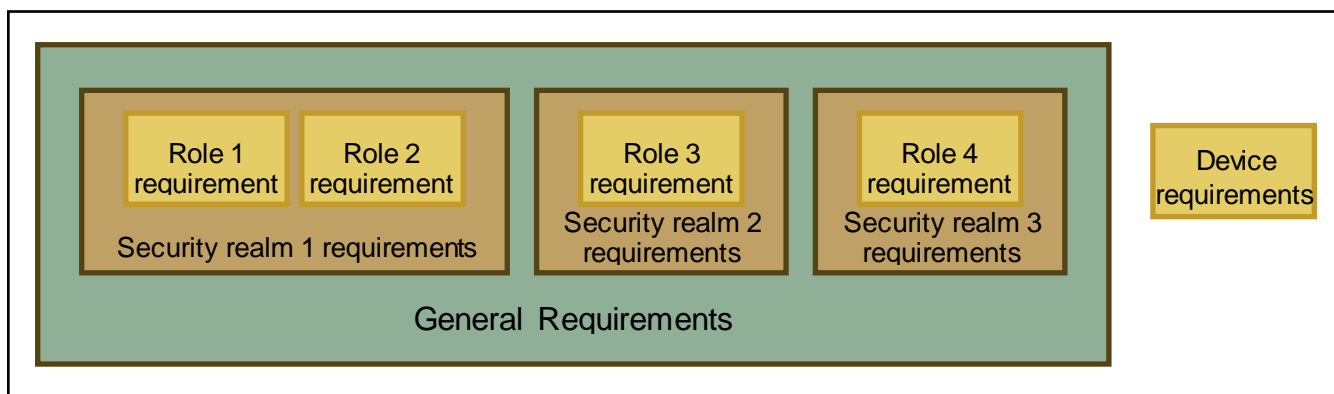 Role 1
requirement
Role 2
requirement
Security realm 1 requirements
Role 3
requirement
Security realm 2
requirements
Role 4
requirement
Security realm 3
requirements
General Requirements
Device
requirements